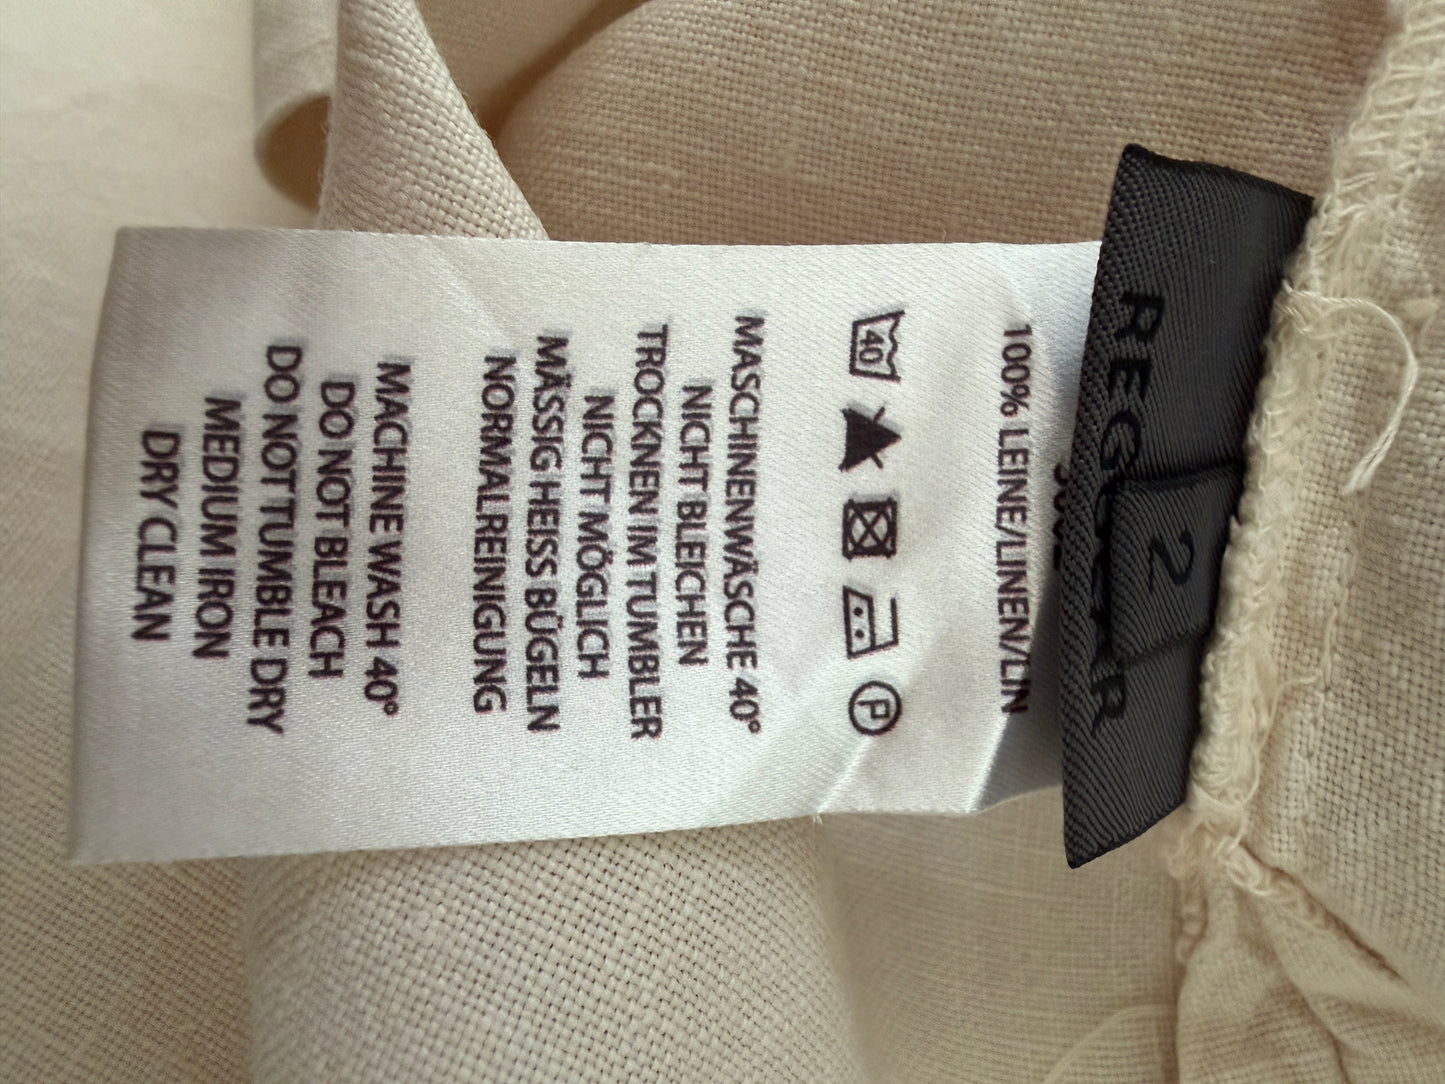 REGULAR
2
100% LEINE/LINEN/LIN
40
P
MASCHINENWÄSCHE 40°
NICHT BLEICHEN
TROCKNEN IM TUMBLER
NICHT MÖGLICH
MÄSSIG HEISS BÜGELN
NORMALREINIGUNG
MACHINE WASH 40°
DO NOT BLEACH
DO NOT TUMBLE DRY
MEDIUM IRON
DRY CLEAN